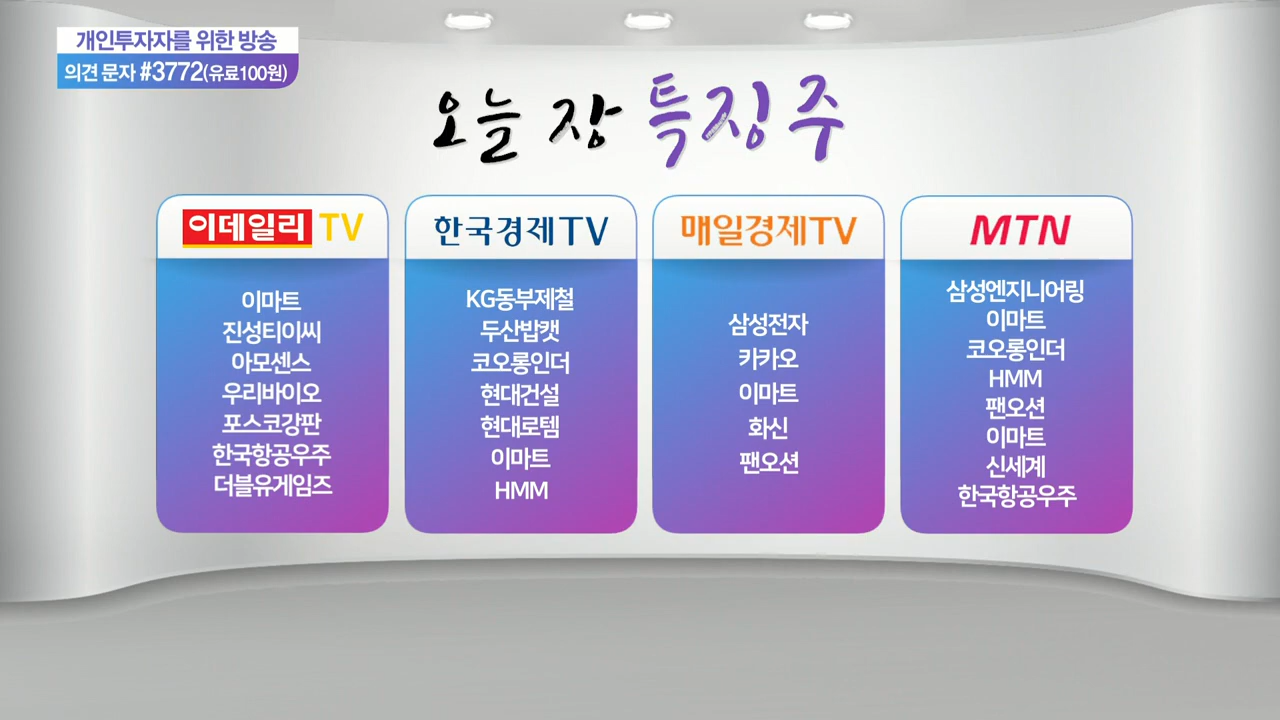 개인투자자를 위한 방송
의견 문자 #3772(유료100원)
오늘 장 특징주
이데일리 TV
이마트
진성티이씨
아모센스
우리바이오
포스코강판
한국항공우주
더블유게임즈
한국경제TV
KG동부제철
두산밥캣
코오롱인더
현대건설
현대로템
이마트
HMM
매일경제TV
삼성전자
카카오
이마트
화신
팬오션
MTN
삼성엔지니어링
이마트
코오롱인더
HMM
팬오션
이마트
신세계
한국항공우주